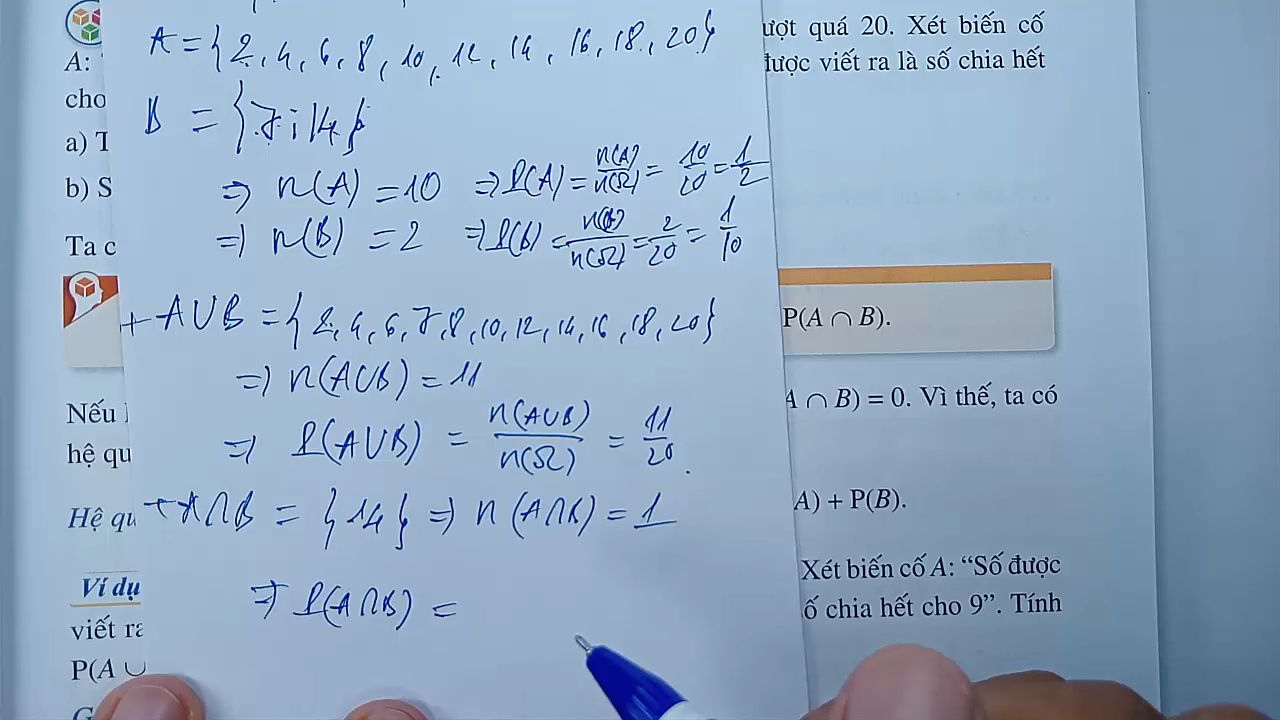 A = {2, 4, 6, 8, 10, 12, 14, 16, 18, 20}
ượt quá 20. Xét biến cố
A:
được viết ra là số chia hết
cho
B = {7; 14}
a) T
⇒ n(A) = 10 ⇒ P(A) = n(A)/n(Ω) = 10/20 = 1/2
b) S
⇒ n(B) = 2 ⇒ P(B) = n(B)/n(Ω) = 2/20 = 1/10
Ta c
+ A∪B = {2, 4, 6, 7, 8, 10, 12, 14, 16, 18, 20}
P(A ∩ B).
⇒ n(A∪B) = 11
Nếu
A ∩ B) = 0. Vì thế, ta có
hệ qu
⇒ P(A∪B) = n(A∪B)/n(Ω) = 11/20.
Hệ qu
+ A∩B = {14} ⇒ n(A∩B) = 1
A) + P(B).
Ví dụ
Xét biến cố A: “Số được
viết ra
ố chia hết cho 9”. Tính
⇒ P(A∩B) =
P(A ∪